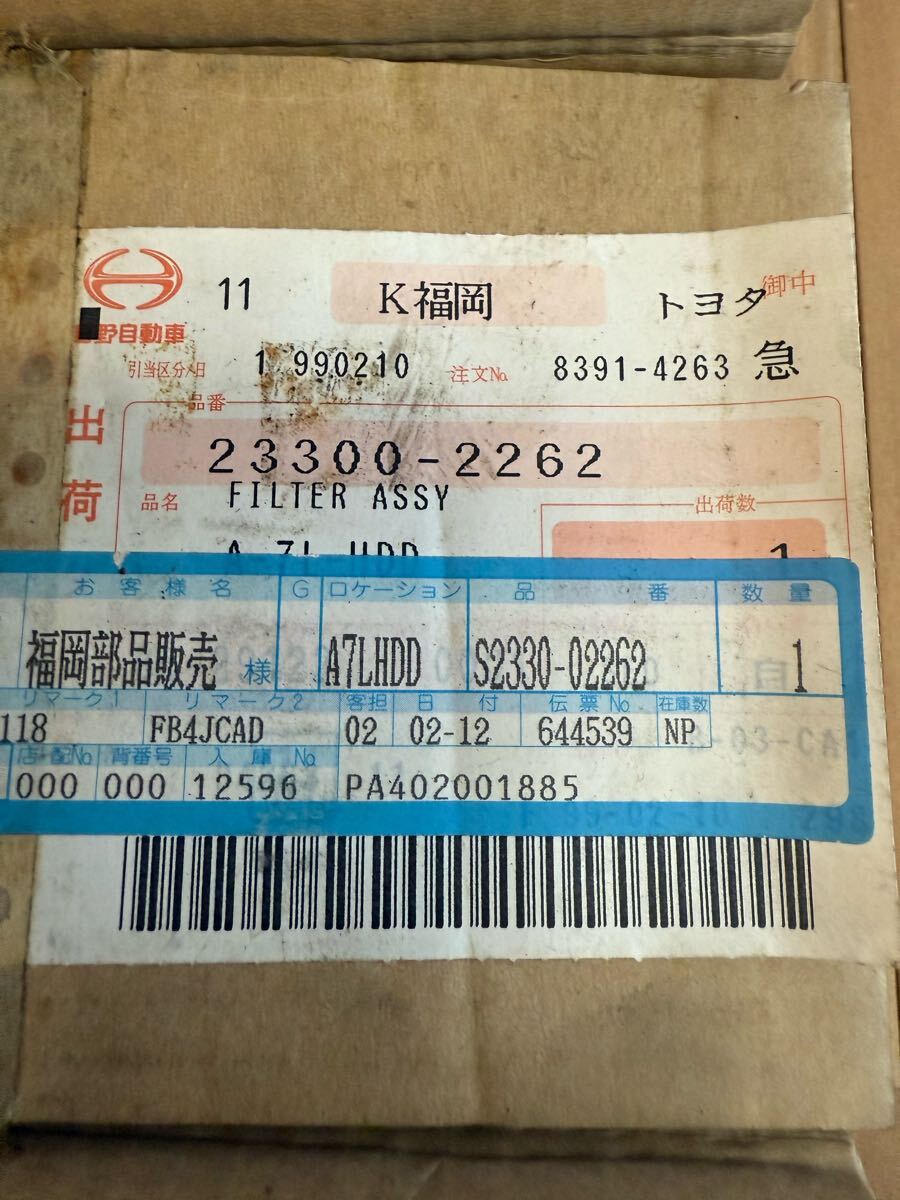 11 K福岡 トヨタ 御中
野自動車
引当区分・日 1 990210 注文No. 8391-4263 急
出荷
品番
23300-2262
品名 FILTER ASSY 出荷数
A 7L HDD 1
お客様名 G ロケーション 品番 数量
福岡部品販売 様 A7LHDD S2330-02262 1
リマーク1 リマーク2 客担 日付 伝票No 在庫数
118 FB4JCAD 02 02-12 644539 NP
店・配No 背番号 入庫No
000 000 12596 PA402001885